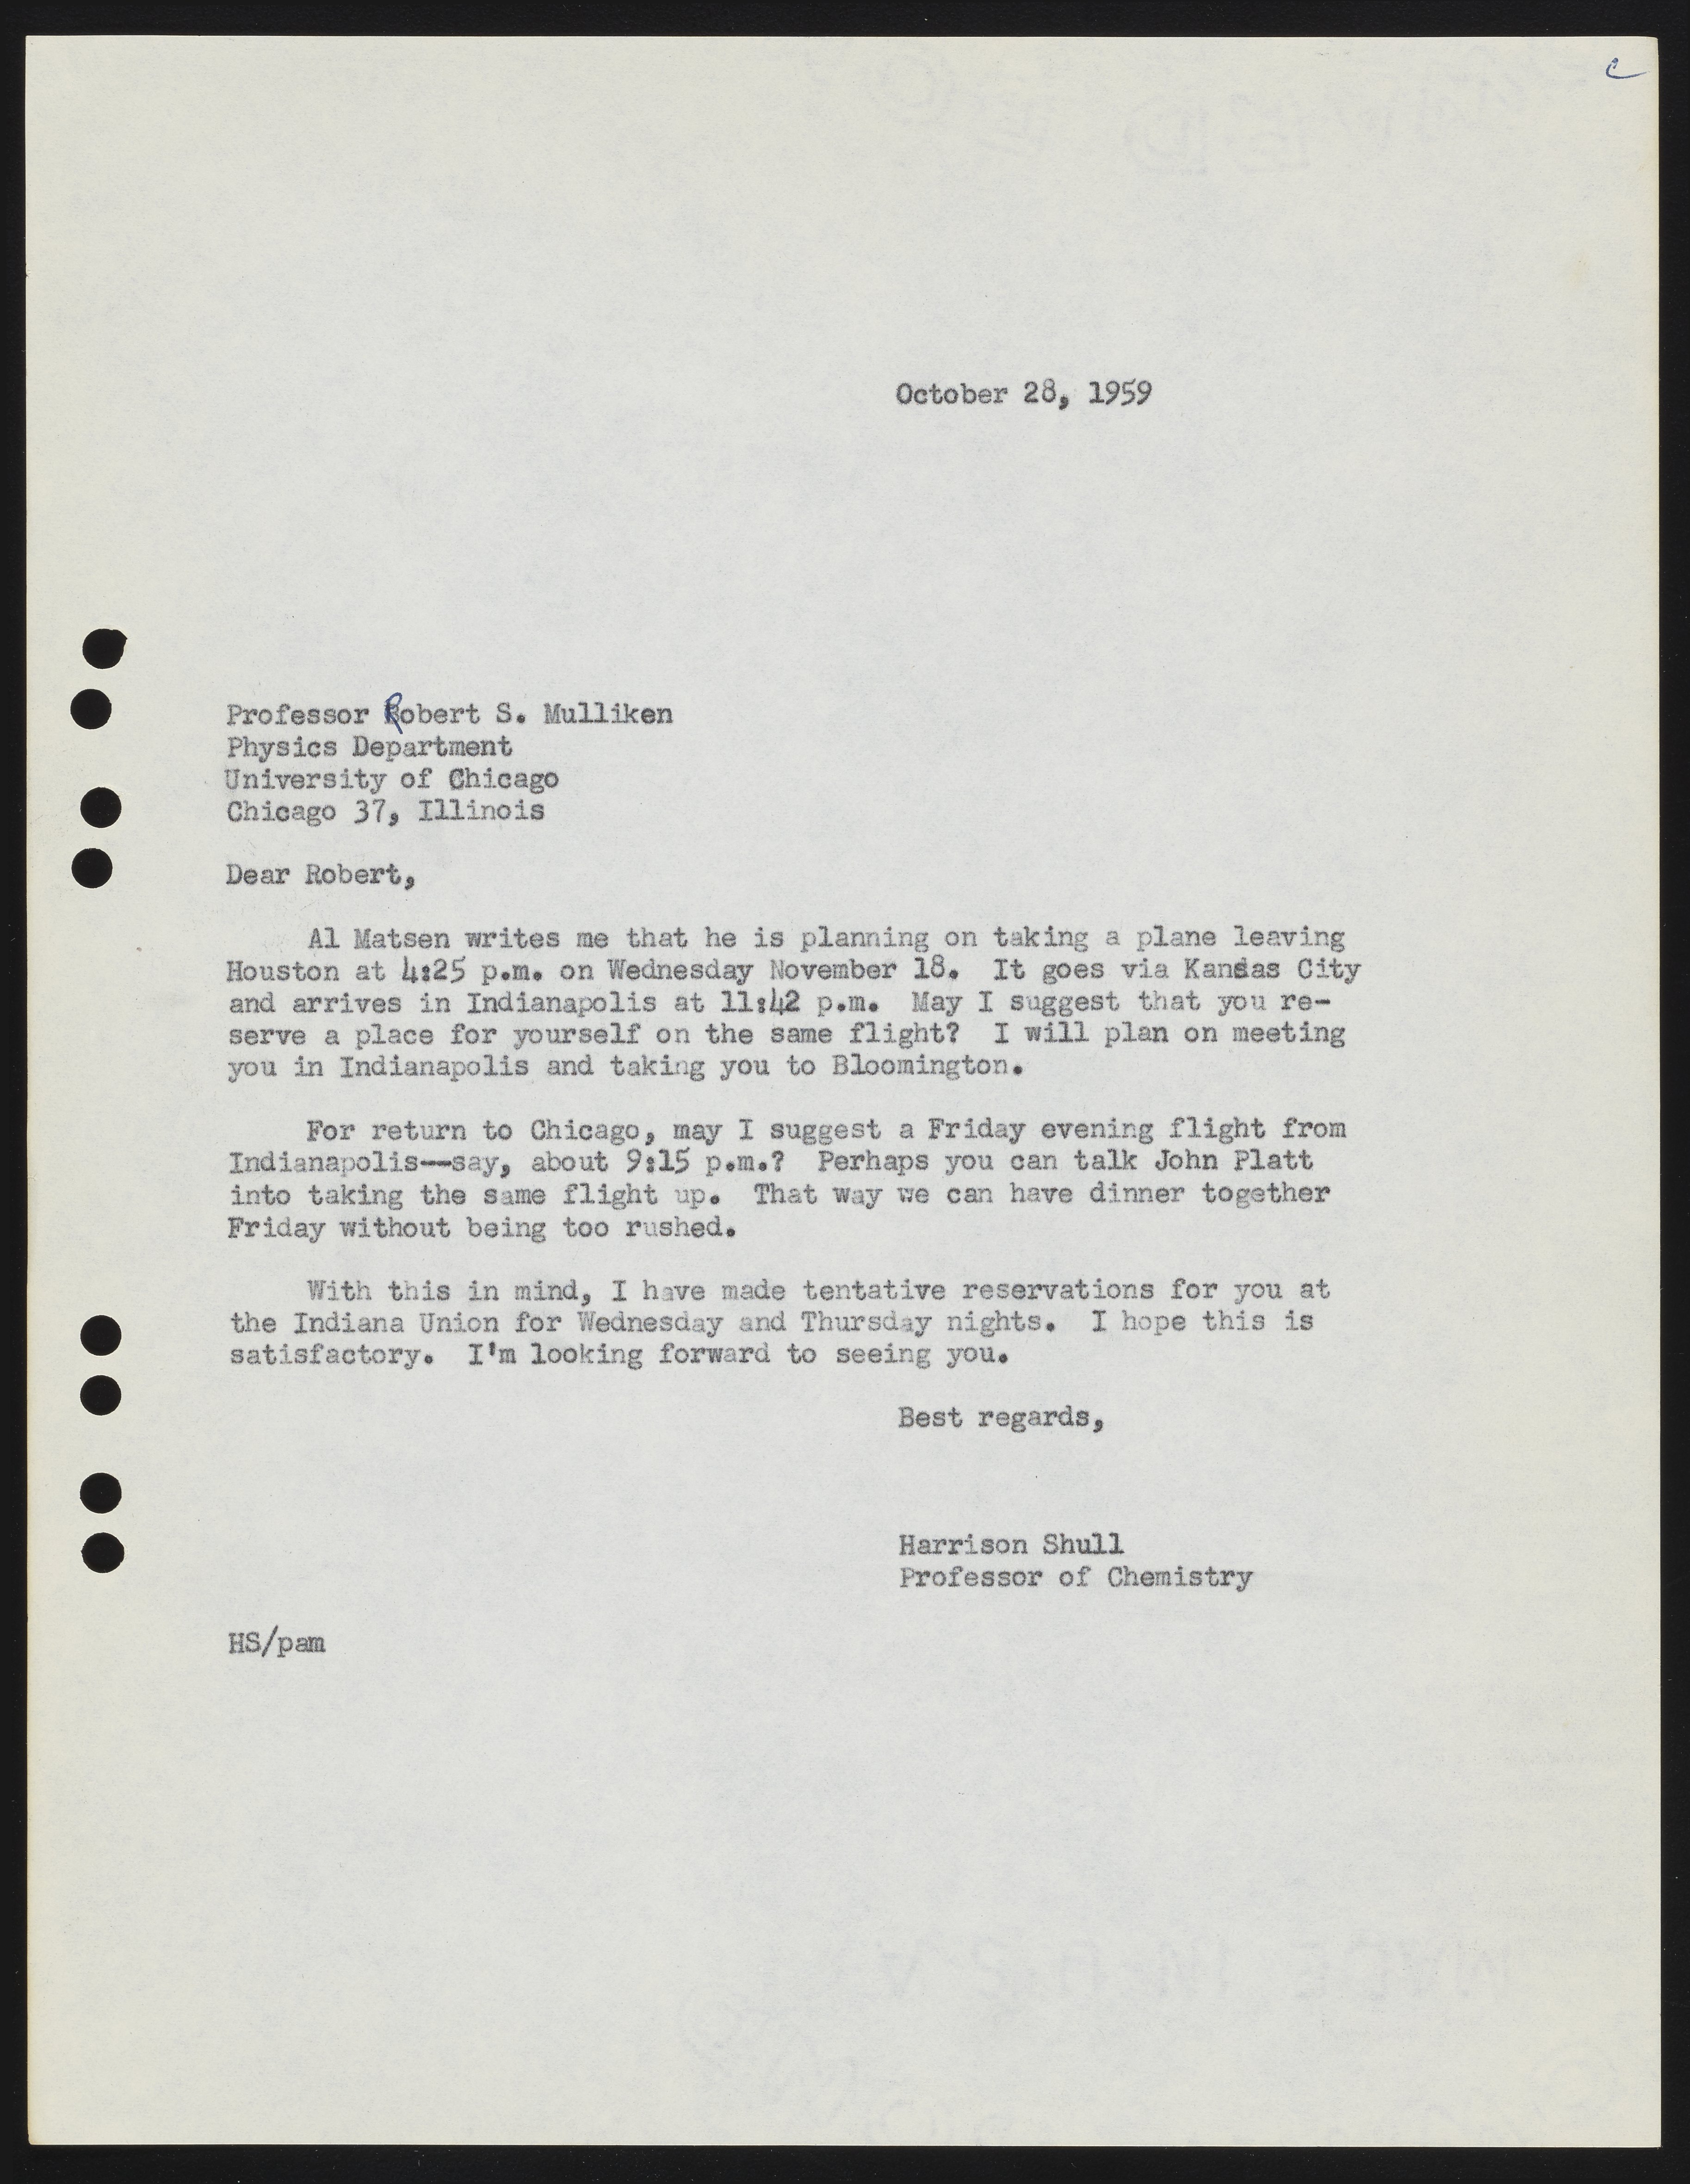 c
October 28, 1959
Professor Robert S. Mulliken
Physics Department
University of Chicago
Chicago 37, Illinois
Dear Robert,
Al Matsen writes me that he is planning on taking a plane leaving
Houston at 4:25 p.m. on Wednesday November 18. It goes via Kansas City
and arrives in Indianapolis at 11:42 p.m. May I suggest that you re-
serve a place for yourself on the same flight? I will plan on meeting
you in Indianapolis and taking you to Bloomington.
For return to Chicago, may I suggest a Friday evening flight from
Indianapolis--say, about 9:15 p.m.? Perhaps you can talk John Platt
into taking the same flight up. That way we can have dinner together
Friday without being too rushed.
With this in mind, I have made tentative reservations for you at
the Indiana Union for Wednesday and Thursday nights. I hope this is
satisfactory. I'm looking forward to seeing you.
Best regards,
Harrison Shull
Professor of Chemistry
HS/pam